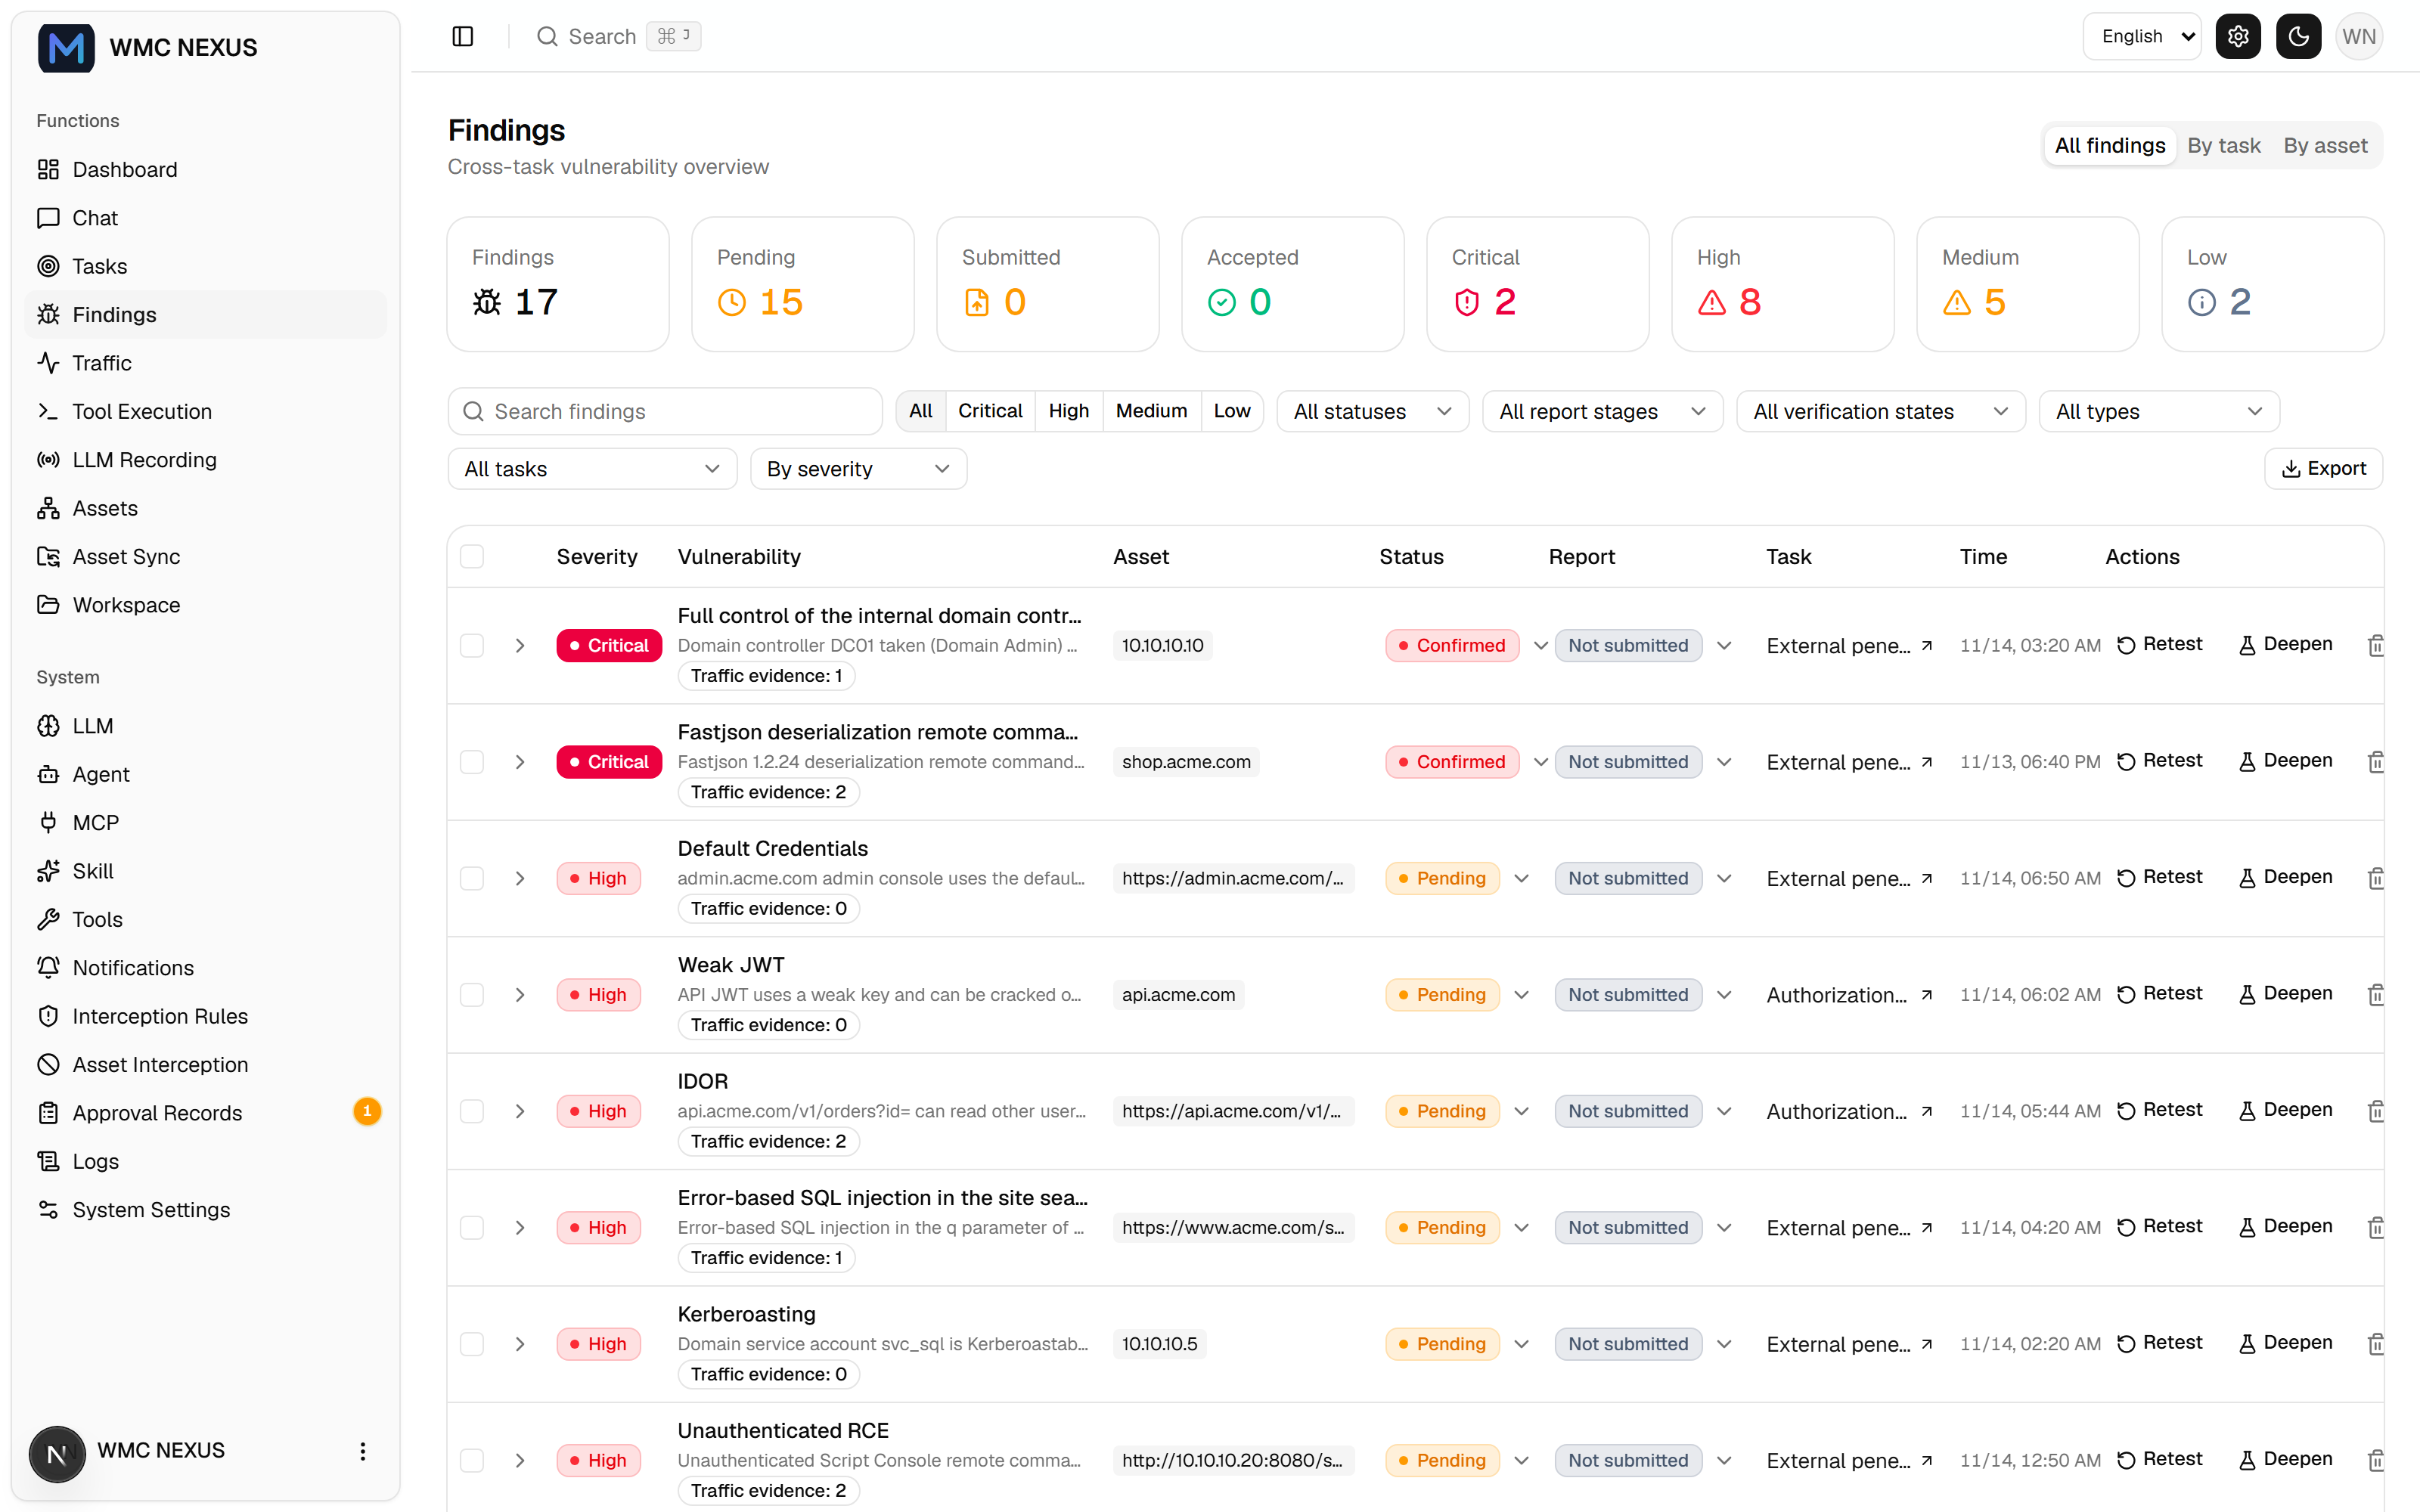 WMC NEXUS
Search ⌘ J
English
WN
Functions
Dashboard
Chat
Tasks
Findings
Traffic
Tool Execution
LLM Recording
Assets
Asset Sync
Workspace
System
LLM
Agent
MCP
Skill
Tools
Notifications
Interception Rules
Asset Interception
Approval Records 1
Logs
System Settings
N WMC NEXUS
Findings
Cross-task vulnerability overview
All findings By task By asset
Findings 17
Pending 15
Submitted 0
Accepted 0
Critical 2
High 8
Medium 5
Low 2
Search findings
All Critical High Medium Low
All statuses
All report stages
All verification states
All types
All tasks
By severity
Export
Severity Vulnerability Asset Status Report Task Time Actions
Full control of the internal domain contr...
Critical Domain controller DC01 taken (Domain Admin) ... 10.10.10.10 Confirmed Not submitted External pene... 11/14, 03:20 AM Retest Deepen
Traffic evidence: 1
Fastjson deserialization remote comma...
Critical Fastjson 1.2.24 deserialization remote command... shop.acme.com Confirmed Not submitted External pene... 11/13, 06:40 PM Retest Deepen
Traffic evidence: 2
Default Credentials
High admin.acme.com admin console uses the defaul... https://admin.acme.com/... Pending Not submitted External pene... 11/14, 06:50 AM Retest Deepen
Traffic evidence: 0
Weak JWT
High API JWT uses a weak key and can be cracked o... api.acme.com Pending Not submitted Authorization... 11/14, 06:02 AM Retest Deepen
Traffic evidence: 0
IDOR
High api.acme.com/v1/orders?id= can read other user... https://api.acme.com/v1/... Pending Not submitted Authorization... 11/14, 05:44 AM Retest Deepen
Traffic evidence: 2
Error-based SQL injection in the site sea...
High Error-based SQL injection in the q parameter of ... https://www.acme.com/s... Pending Not submitted External pene... 11/14, 04:20 AM Retest Deepen
Traffic evidence: 1
Kerberoasting
High Domain service account svc_sql is Kerberoastab... 10.10.10.5 Pending Not submitted External pene... 11/14, 02:20 AM Retest Deepen
Traffic evidence: 0
Unauthenticated RCE
High Unauthenticated Script Console remote comma... http://10.10.10.20:8080/s... Pending Not submitted External pene... 11/14, 12:50 AM Retest Deepen
Traffic evidence: 2